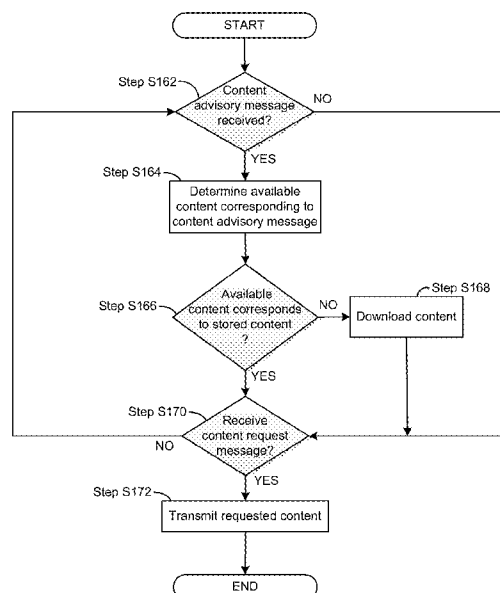 START
Step S162
Content
advisory message
received?
NO
YES
Step S164
Determine available
content corresponding to
content advisory message
Step S166
Available
content corresponds
to stored content
?
NO
Step S168
Download content
YES
Step S170
Receive
content request
message?
NO
YES
Step S172
Transmit requested content
END